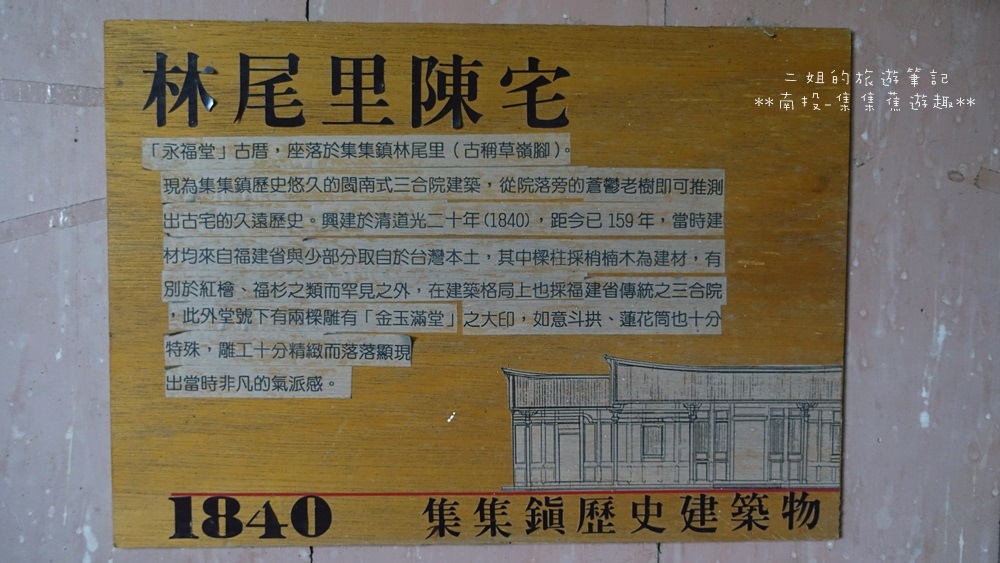 林尾里陳宅
二姐的旅遊筆記
**南投-集集蕉遊趣**
「永福堂」古厝，座落於集集鎮林尾里（古稱草嶺腳）。
現為集集鎮歷史悠久的閩南式三合院建築，從院落旁的蒼鬱老樹即可推測
出古宅的久遠歷史。興建於清道光二十年(1840)，距今已159年，當時建
材均來自福建省與少部分取自於台灣本土，其中樑柱採梢楠木為建材，有
別於紅檜、福杉之類而罕見之外，在建築格局上也採福建省傳統之三合院
，此外堂號下有兩樑雕有「金玉滿堂」之大印，如意斗拱、蓮花筒也十分
特殊，雕工十分精緻而落落顯現
出當時非凡的氣派感。
1840 集集鎮歷史建築物